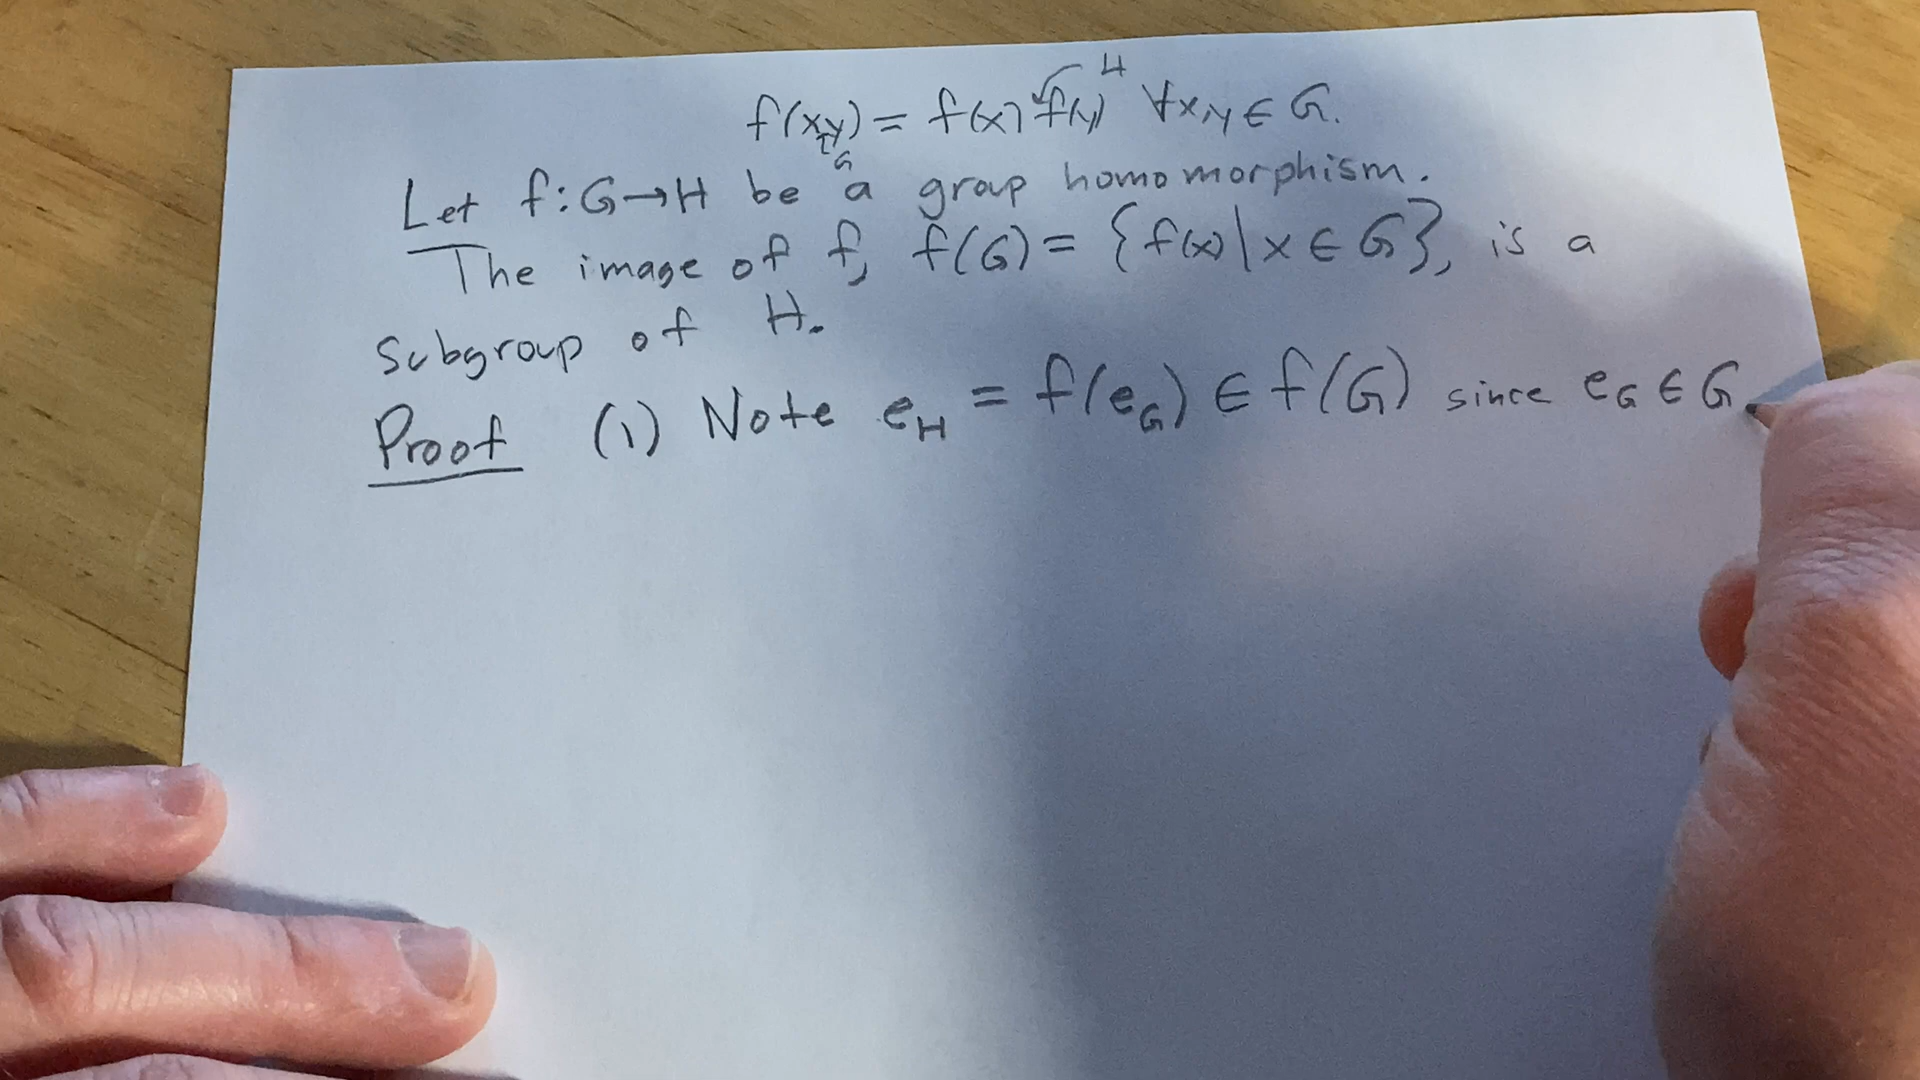 f(xy) = f(x) f(y) ∀x,y ∈ G.
G
H
Let f: G→H be a group homomorphism.
The image of f, f(G) = {f(x) | x ∈ G}, is a
subgroup of H.
Proof (1) Note e_H = f(e_G) ∈ f(G) since e_G ∈ G.